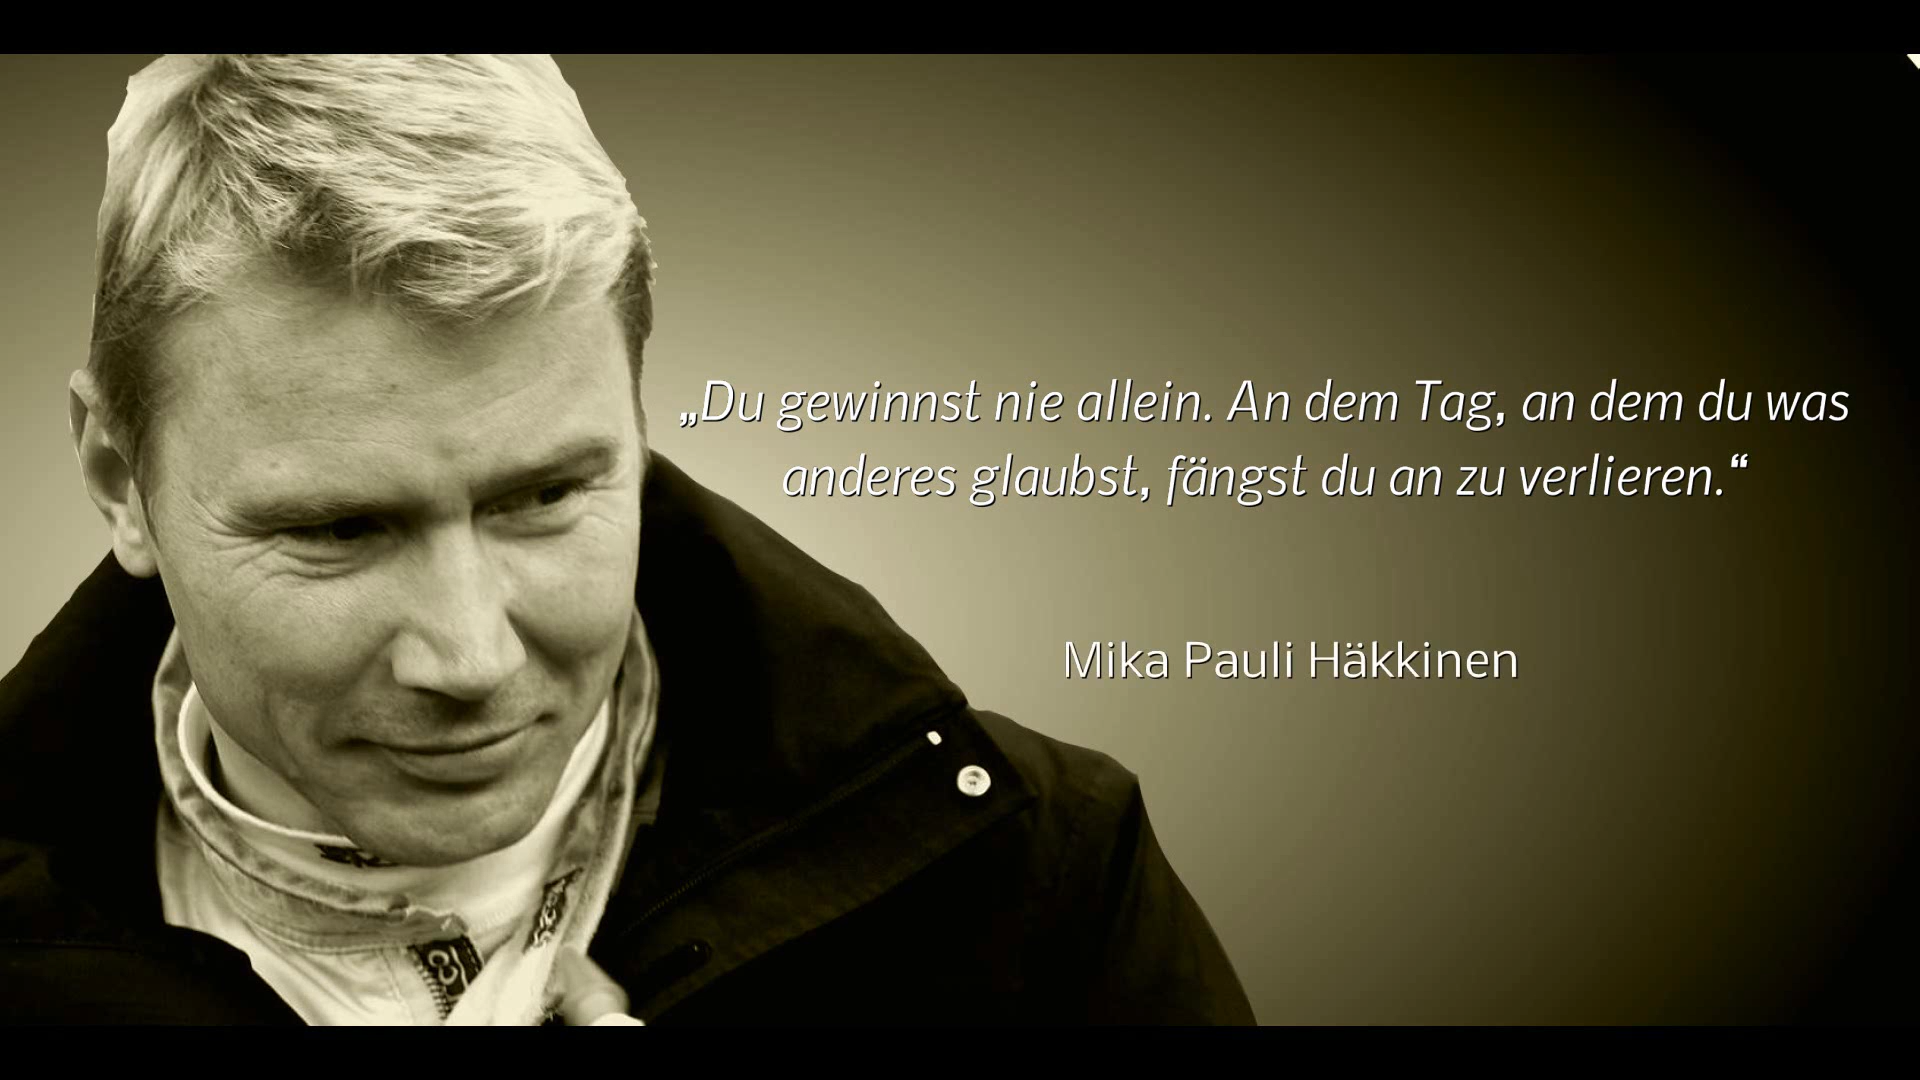 „Du gewinnst nie allein. An dem Tag, an dem du was
anderes glaubst, fängst du an zu verlieren.“
Mika Pauli Häkkinen